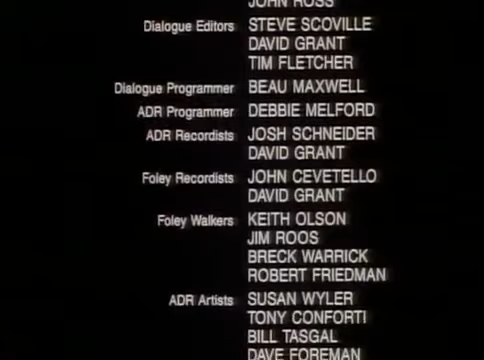 JOHN ROSS
Dialogue Editors STEVE SCOVILLE
DAVID GRANT
TIM FLETCHER
Dialogue Programmer BEAU MAXWELL
ADR Programmer DEBBIE MELFORD
ADR Recordists JOSH SCHNEIDER
DAVID GRANT
Foley Recordists JOHN CEVETELLO
DAVID GRANT
Foley Walkers KEITH OLSON
JIM ROOS
BRECK WARRICK
ROBERT FRIEDMAN
ADR Artists SUSAN WYLER
TONY CONFORTI
BILL TASGAL
DAVE FOREMAN